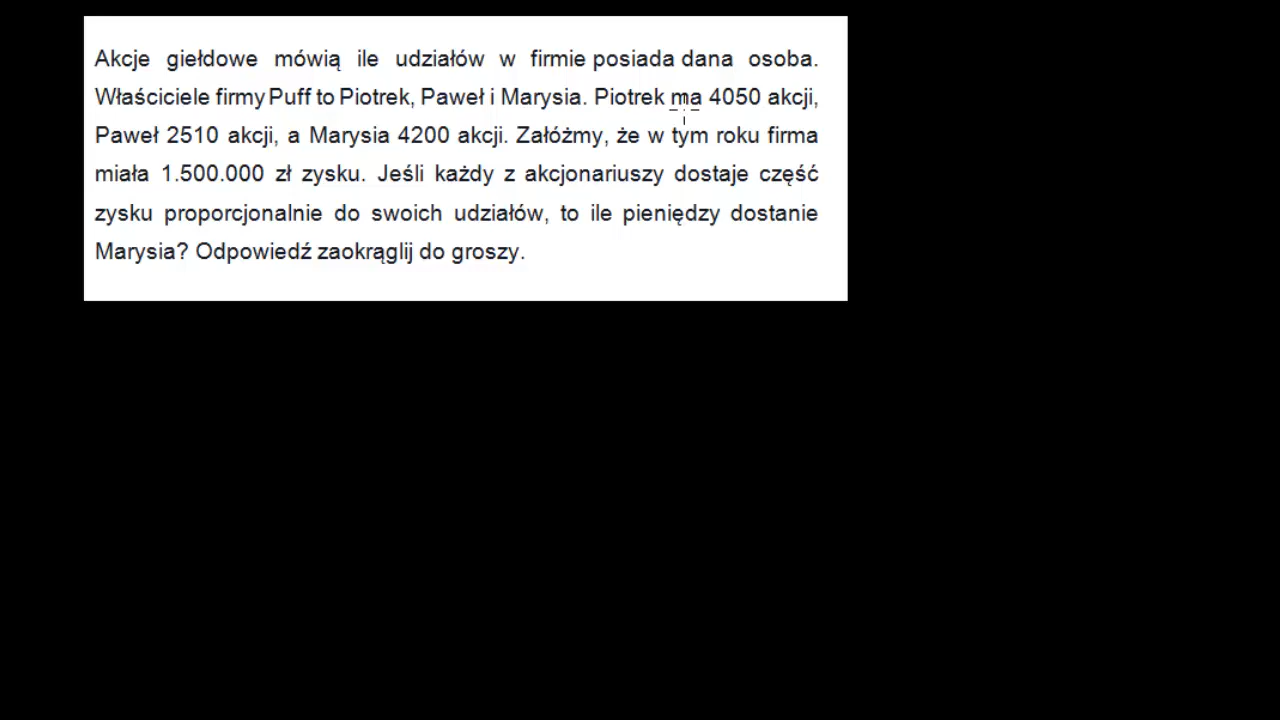 Akcje giełdowe mówią ile udziałów w firmie posiada dana osoba.
Właściciele firmy Puff to Piotrek, Paweł i Marysia. Piotrek ma 4050 akcji,
Paweł 2510 akcji, a Marysia 4200 akcji. Załóżmy, że w tym roku firma
miała 1.500.000 zł zysku. Jeśli każdy z akcjonariuszy dostaje część
zysku proporcjonalnie do swoich udziałów, to ile pieniędzy dostanie
Marysia? Odpowiedź zaokrąglij do groszy.